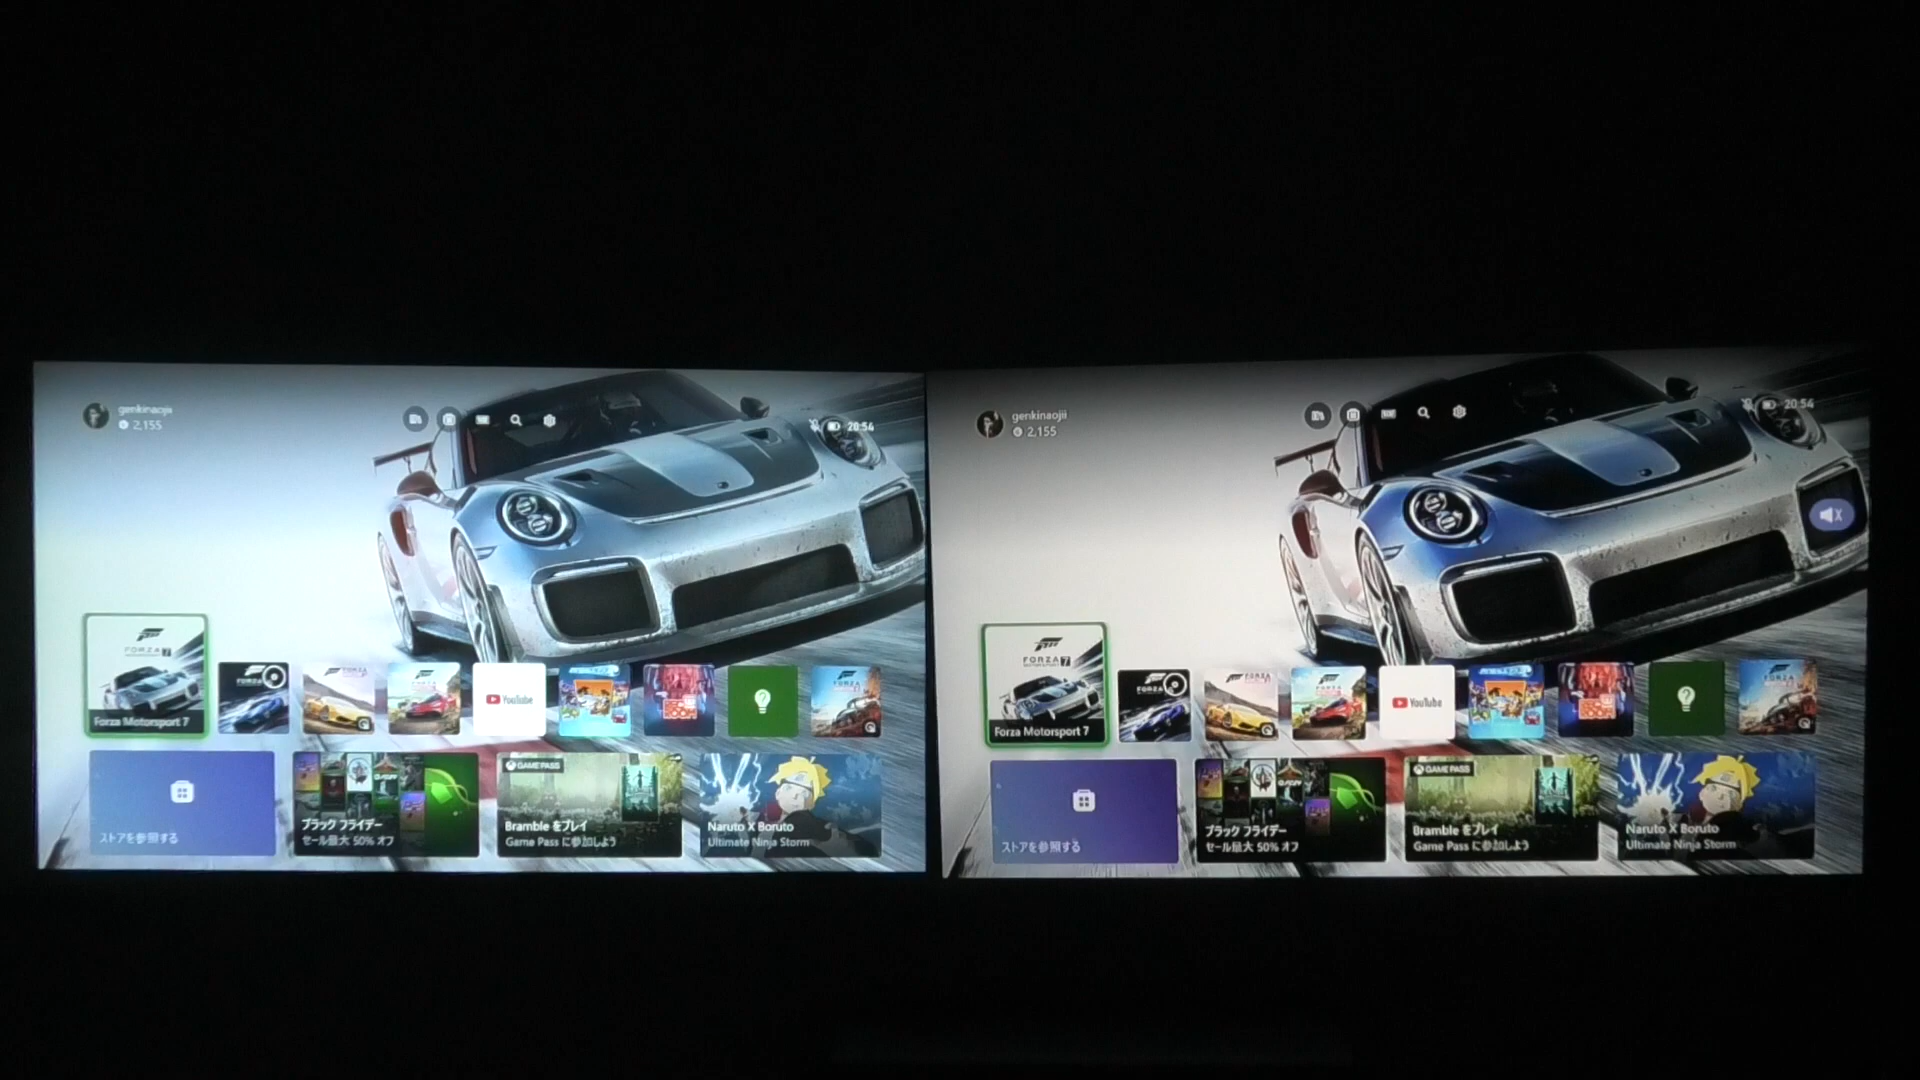 genkinaojii
2,155
20:54
FORZA 7
Forza Motorsport 7
FORZA
YouTube
ストアを参照する
ブラック フライデー
セール最大 50% オフ
GAME PASS
Bramble をプレイ
Game Pass に参加しよう
Naruto X Boruto
Ultimate Ninja Storm
genkinaojii
2,155
20:54
FORZA 7
MOTORSPORT
Forza Motorsport 7
FORZA
YouTube
ストアを参照する
ブラック フライデー
セール最大 50% オフ
GAME PASS
Bramble をプレイ
Game Pass に参加しよう
Naruto X Boruto
Ultimate Ninja Storm